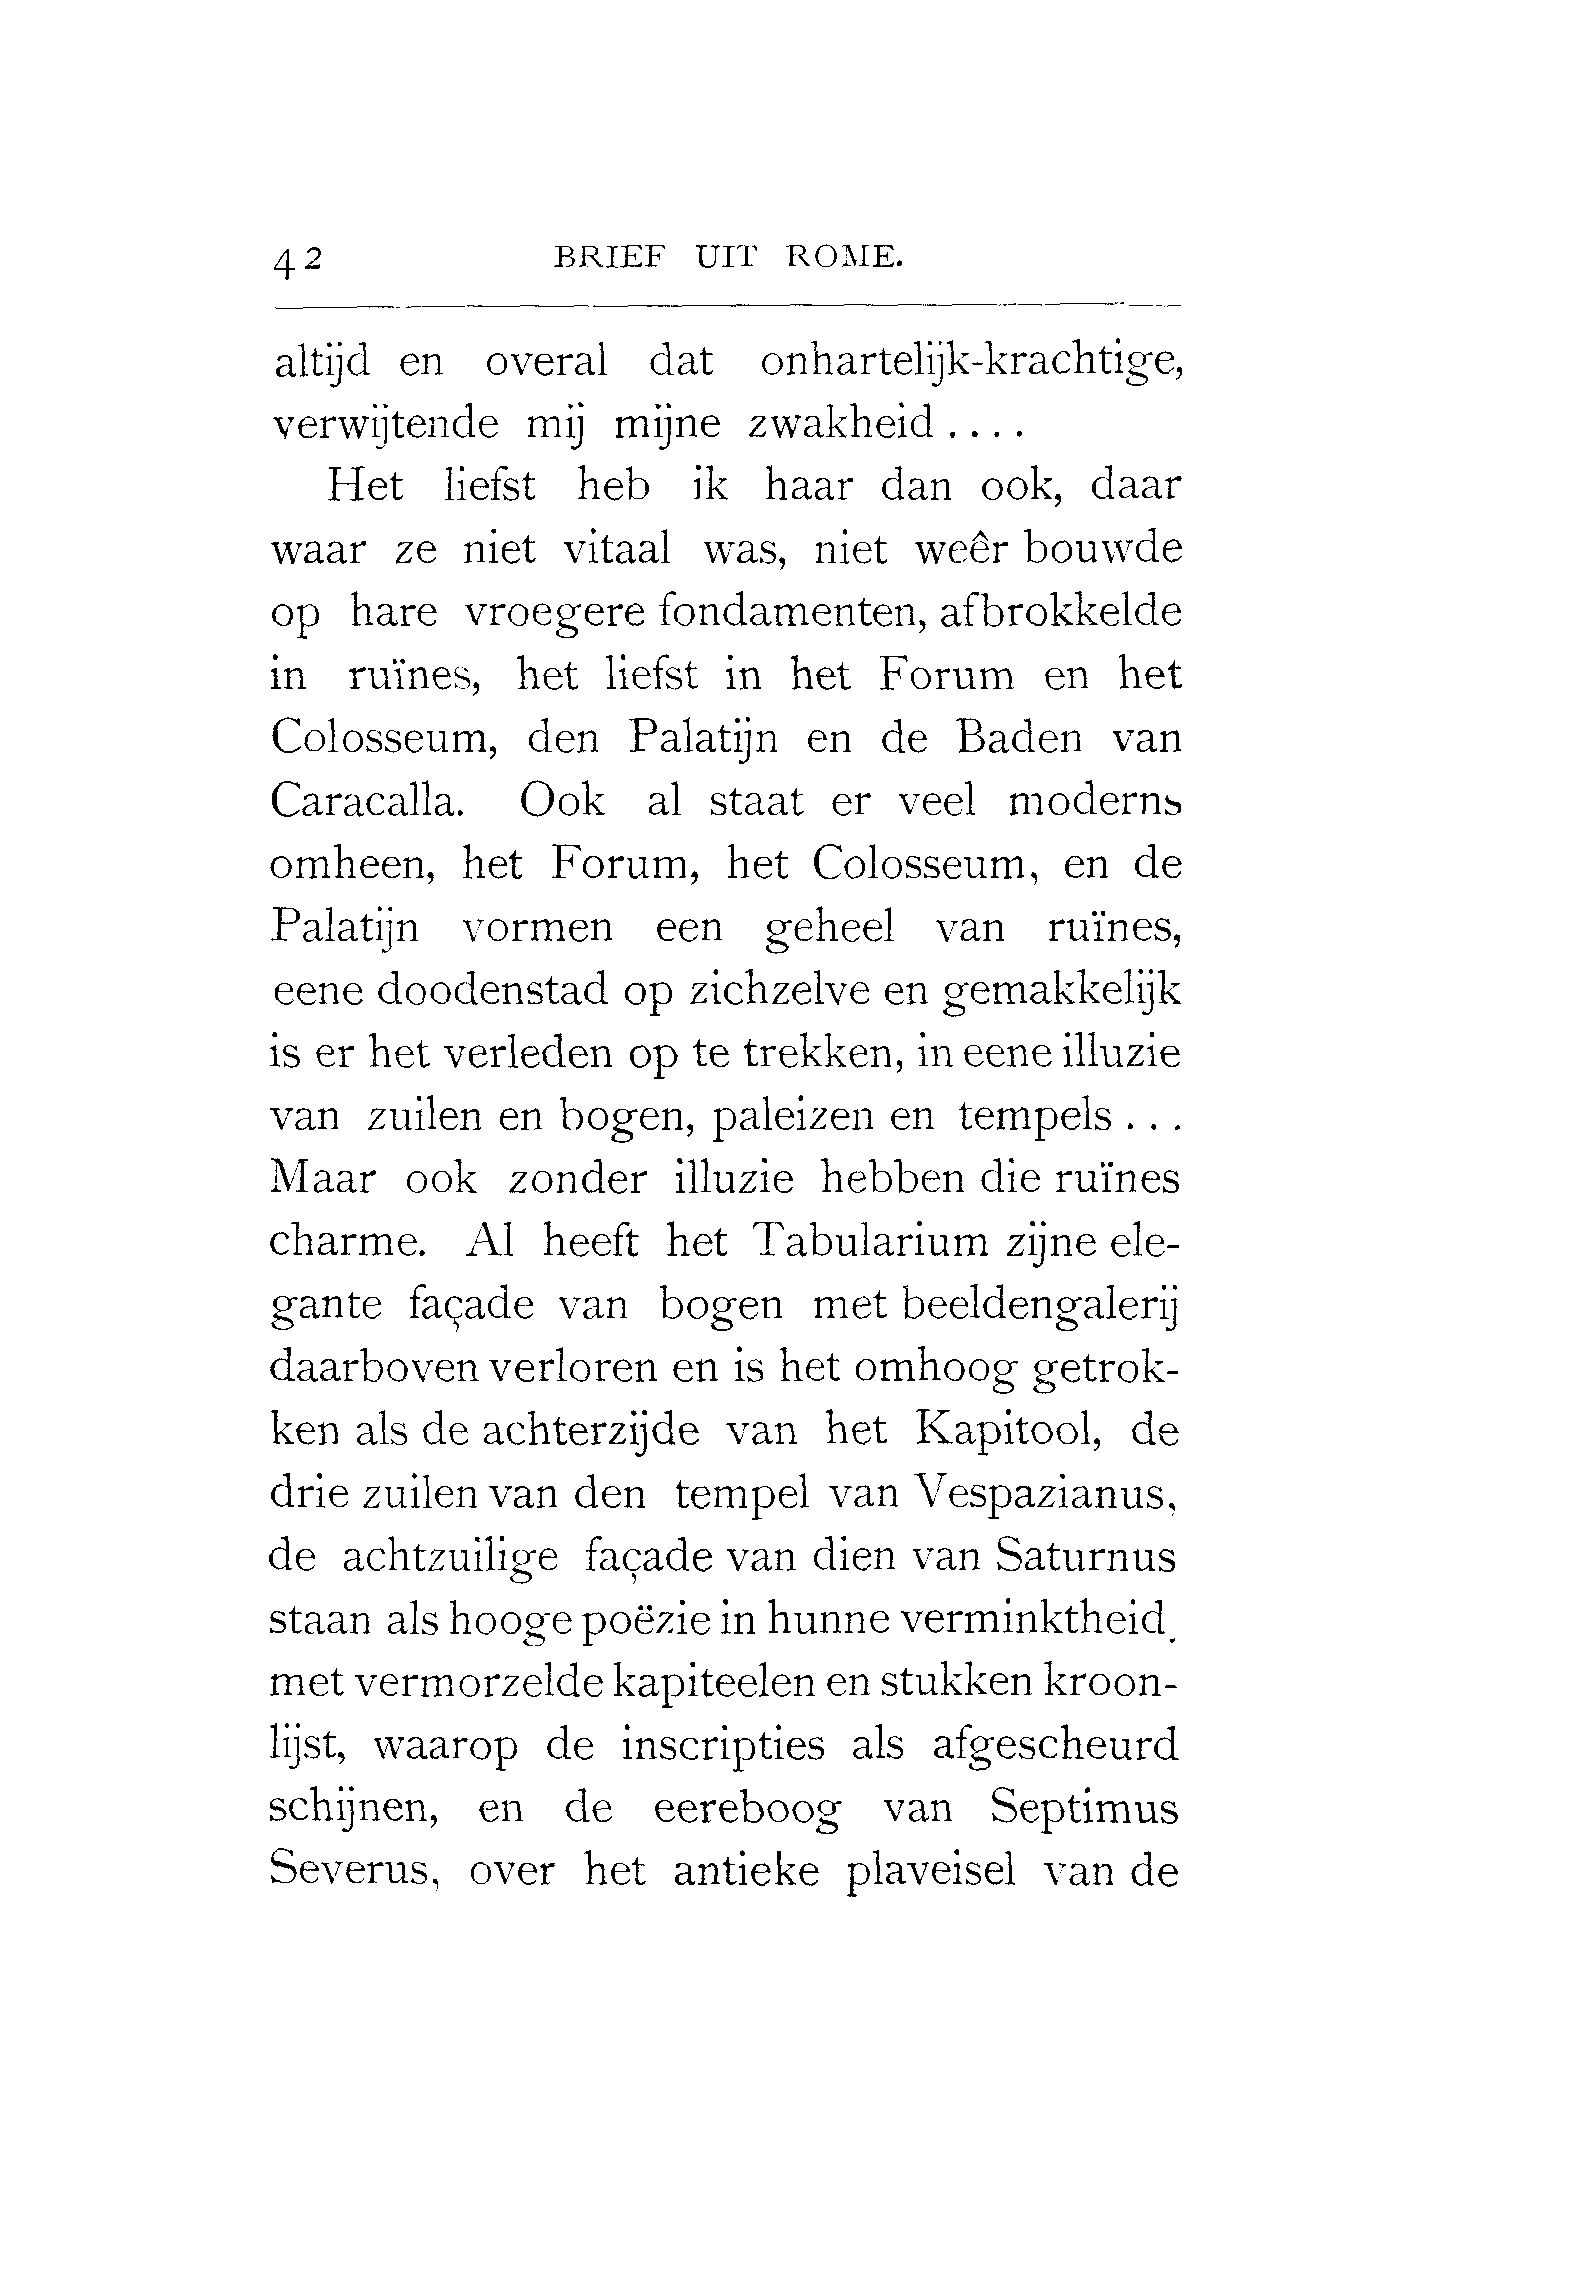 42 BRIEF UIT ROME.
altijd en overal dat onhartelijk-krachtige,
verwijtende mij mijne zwakheid....
Het liefst heb ik haar dan ook, daar
waar ze niet vitaal was, niet weêr bouwde
op hare vroegere fondamenten, afbrokkelde
in ruïnes, het liefst in het Forum en het
Colosseum, den Palatijn en de Baden van
Caracalla. Ook al staat er veel moderns
omheen, het Forum, het Colosseum, en de
Palatijn vormen een geheel van ruïnes,
eene doodenstad op zichzelve en gemakkelijk
is er het verleden op te trekken, in eene illuzie
van zuilen en bogen, paleizen en tempels...
Maar ook zonder illuzie hebben die ruïnes
charme. Al heeft het Tabularium zijne ele-
gante façade van bogen met beeldengalerij
daarboven verloren en is het omhoog getrok-
ken als de achterzijde van het Kapitool, de
drie zuilen van den tempel van Vespazianus,
de achtzuilige façade van dien van Saturnus
staan als hooge poëzie in hunne verminktheid.
met vermorzelde kapiteelen en stukken kroon-
lijst, waarop de inscripties als afgescheurd
schijnen, en de eereboog van Septimus
Severus, over het antieke plaveisel van de